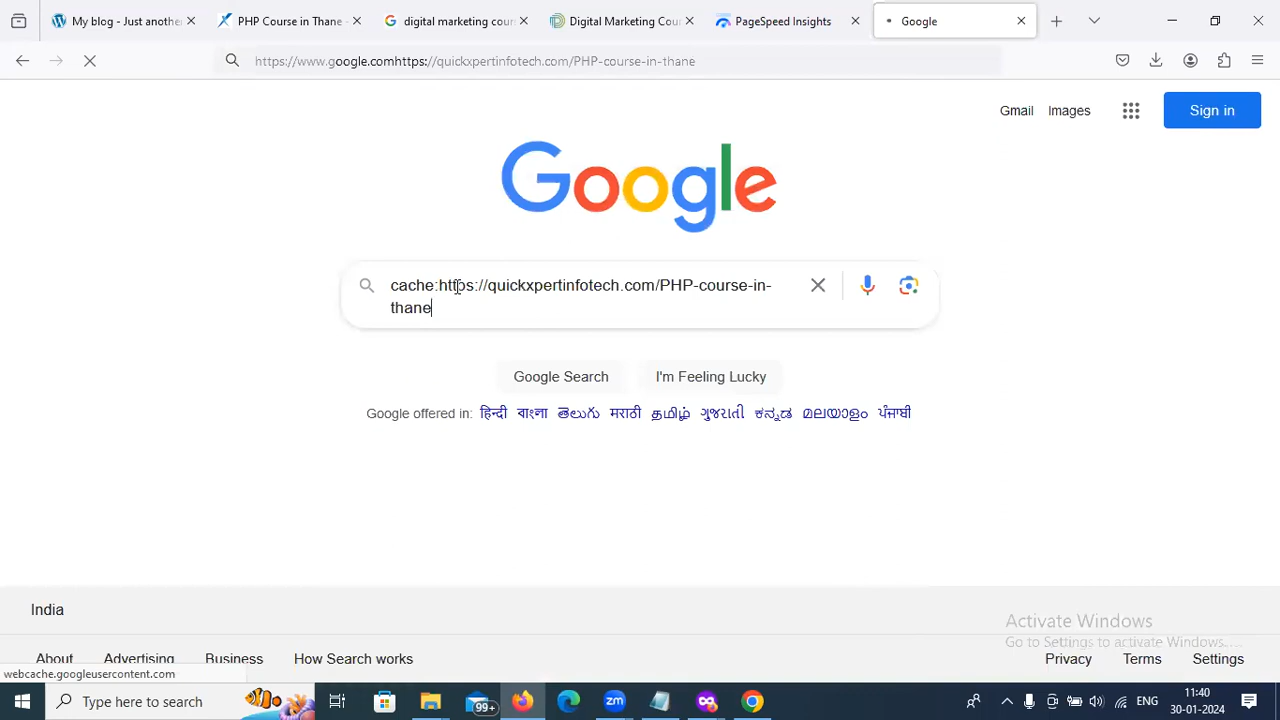 My blog - Just anothe
PHP Course in Thane -
digital marketing cours
Digital Marketing Cou
PageSpeed Insights
Google
https://www.google.comhttps://quickxpertinfotech.com/PHP-course-in-thane
Gmail
Images
Sign in
Google
cache:https://quickxpertinfotech.com/PHP-course-in-
thane
Google Search
I'm Feeling Lucky
Google offered in: हिन्दी বাংলা తెలుగు मराठी தமிழ் ગુજરાતી ಕನ್ನಡ മലയാളം ਪੰਜਾਬੀ
India
Activate Windows
Go to Settings to activate Windows...
About
Advertising
Business
How Search works
Privacy
Terms
Settings
webcache.googleusercontent.com
Type here to search
99+
ENG
11:40
30-01-2024